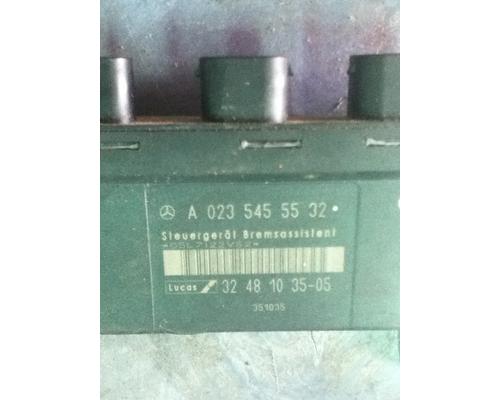 A 023 545 55 32
Steuergerät Bremsassistent
Lucas 32 48 10 35-05
351035